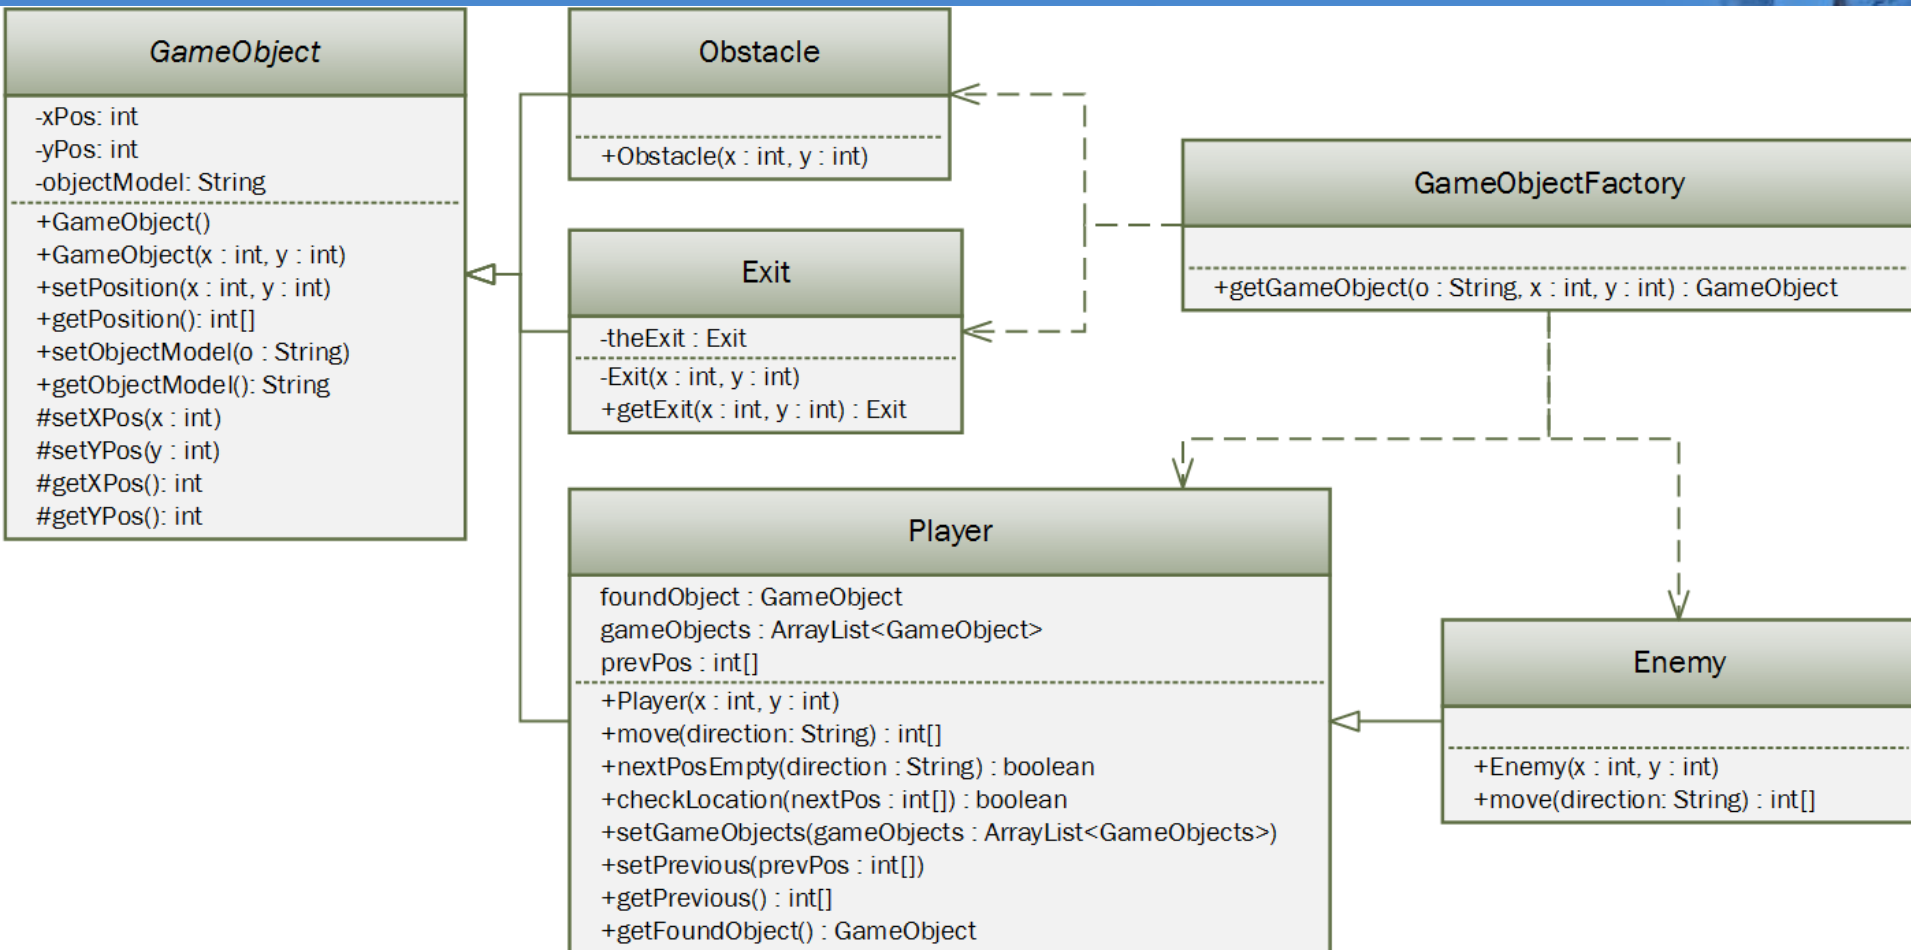 GameObject
-xPos: int
-yPos: int
-objectModel: String
+GameObject()
+GameObject(x : int, y : int)
+setPosition(x : int, y : int)
+getPosition(): int[]
+setObjectModel(o : String)
+getObjectModel(): String
#setXPos(x : int)
#setYPos(y : int)
#getXPos(): int
#getYPos(): int
Obstacle
+Obstacle(x : int, y : int)
Exit
-theExit : Exit
-Exit(x : int, y : int)
+getExit(x : int, y : int) : Exit
GameObjectFactory
+getGameObject(o : String, x : int, y : int) : GameObject
Player
foundObject : GameObject
gameObjects : ArrayList<GameObject>
prevPos : int[]
+Player(x : int, y : int)
+move(direction: String) : int[]
+nextPosEmpty(direction : String) : boolean
+checkLocation(nextPos : int[]) : boolean
+setGameObjects(gameObjects : ArrayList<GameObjects>)
+setPrevious(prevPos : int[])
+getPrevious() : int[]
+getFoundObject() : GameObject
Enemy
+Enemy(x : int, y : int)
+move(direction: String) : int[]